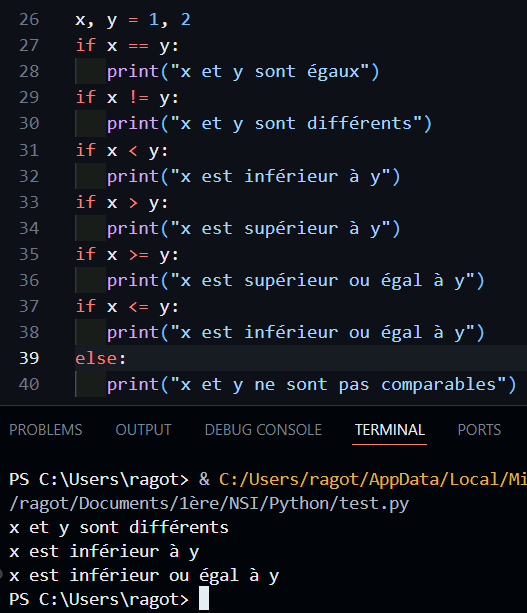 26 x, y = 1, 2
27 if x == y:
28     print("x et y sont égaux")
29 if x != y:
30     print("x et y sont différents")
31 if x < y:
32     print("x est inférieur à y")
33 if x > y:
34     print("x est supérieur à y")
35 if x >= y:
36     print("x est supérieur ou égal à y")
37 if x <= y:
38     print("x est inférieur ou égal à y")
39 else:
40     print("x et y ne sont pas comparables")
PROBLEMS OUTPUT DEBUG CONSOLE TERMINAL PORTS
PS C:\Users\ragot> & C:/Users/ragot/AppData/Local/Mi
/ragot/Documents/1ère/NSI/Python/test.py
x et y sont différents
x est inférieur à y
x est inférieur ou égal à y
PS C:\Users\ragot>